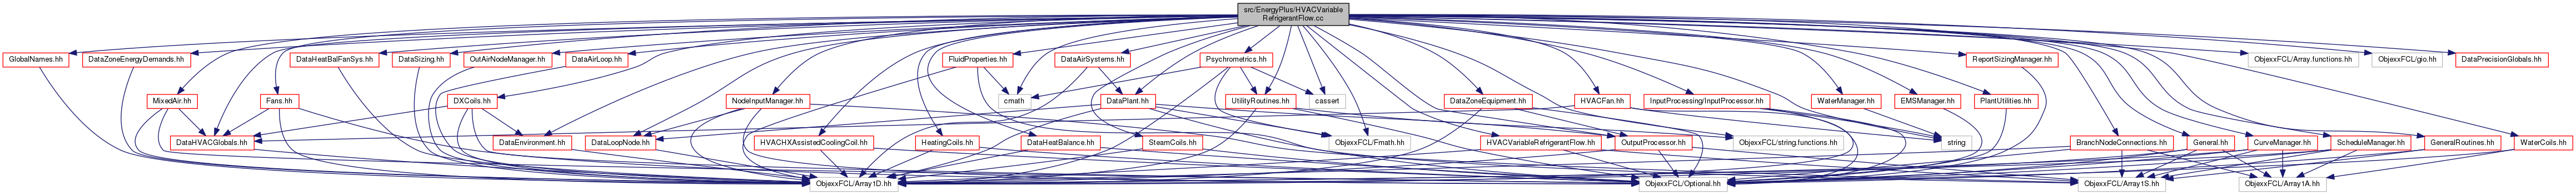 src/EnergyPlus/HVACVariable
RefrigerantFlow.cc
GlobalNames.hh
DataZoneEnergyDemands.hh
DataHeatBalFanSys.hh
DataSizing.hh
OutAirNodeManager.hh
DataAirLoop.hh
FluidProperties.hh
DataAirSystems.hh
Psychrometrics.hh
ReportSizingManager.hh
ObjexxFCL/Array.functions.hh
ObjexxFCL/gio.hh
DataPrecisionGlobals.hh
MixedAir.hh
Fans.hh
DXCoils.hh
NodeInputManager.hh
cmath
DataPlant.hh
UtilityRoutines.hh
cassert
DataZoneEquipment.hh
HVACFan.hh
InputProcessing/InputProcessor.hh
WaterManager.hh
EMSManager.hh
PlantUtilities.hh
DataHVACGlobals.hh
DataEnvironment.hh
DataLoopNode.hh
HVACHXAssistedCoolingCoil.hh
HeatingCoils.hh
DataHeatBalance.hh
SteamCoils.hh
ObjexxFCL/Fmath.hh
HVACVariableRefrigerantFlow.hh
OutputProcessor.hh
ObjexxFCL/string.functions.hh
string
BranchNodeConnections.hh
General.hh
CurveManager.hh
ScheduleManager.hh
GeneralRoutines.hh
WaterCoils.hh
ObjexxFCL/Array1D.hh
ObjexxFCL/Optional.hh
ObjexxFCL/Array1S.hh
ObjexxFCL/Array1A.hh